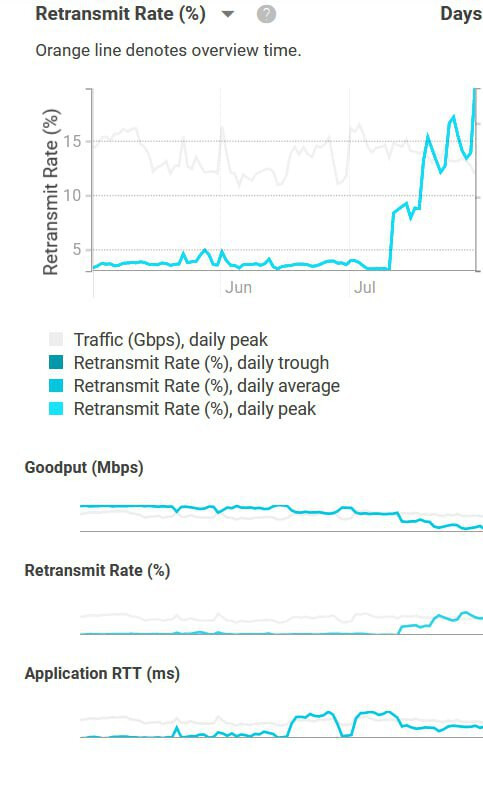 Retransmit Rate (%) ? Days
Orange line denotes overview time.
Retransmit Rate (%)
15
10
5
Jun Jul
Traffic (Gbps), daily peak
Retransmit Rate (%), daily trough
Retransmit Rate (%), daily average
Retransmit Rate (%), daily peak
Goodput (Mbps)
Retransmit Rate (%)
Application RTT (ms)